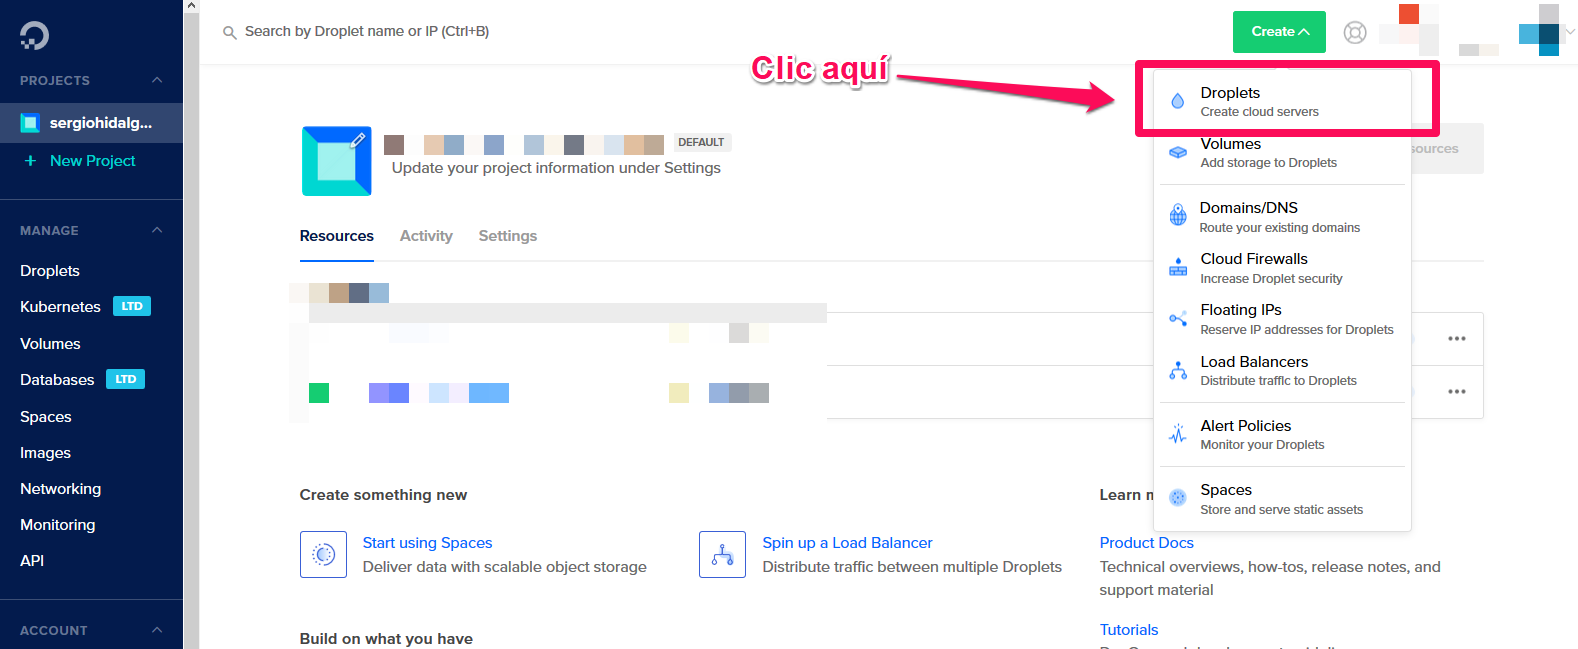 Search by Droplet name or IP (Ctrl+B)
Create
Clic aquí
PROJECTS
sergiohidalg...
+ New Project
MANAGE
Droplets
Kubernetes LTD
Volumes
Databases LTD
Spaces
Images
Networking
Monitoring
API
ACCOUNT
DEFAULT
Update your project information under Settings
Resources Activity Settings
Droplets
Create cloud servers
Volumes
Add storage to Droplets
Domains/DNS
Route your existing domains
Cloud Firewalls
Increase Droplet security
Floating IPs
Reserve IP addresses for Droplets
Load Balancers
Distribute traffic to Droplets
Alert Policies
Monitor your Droplets
Spaces
Store and serve static assets
Create something new
Start using Spaces
Deliver data with scalable object storage
Spin up a Load Balancer
Distribute traffic between multiple Droplets
Build on what you have
Learn
Product Docs
Technical overviews, how-tos, release notes, and
support material
Tutorials